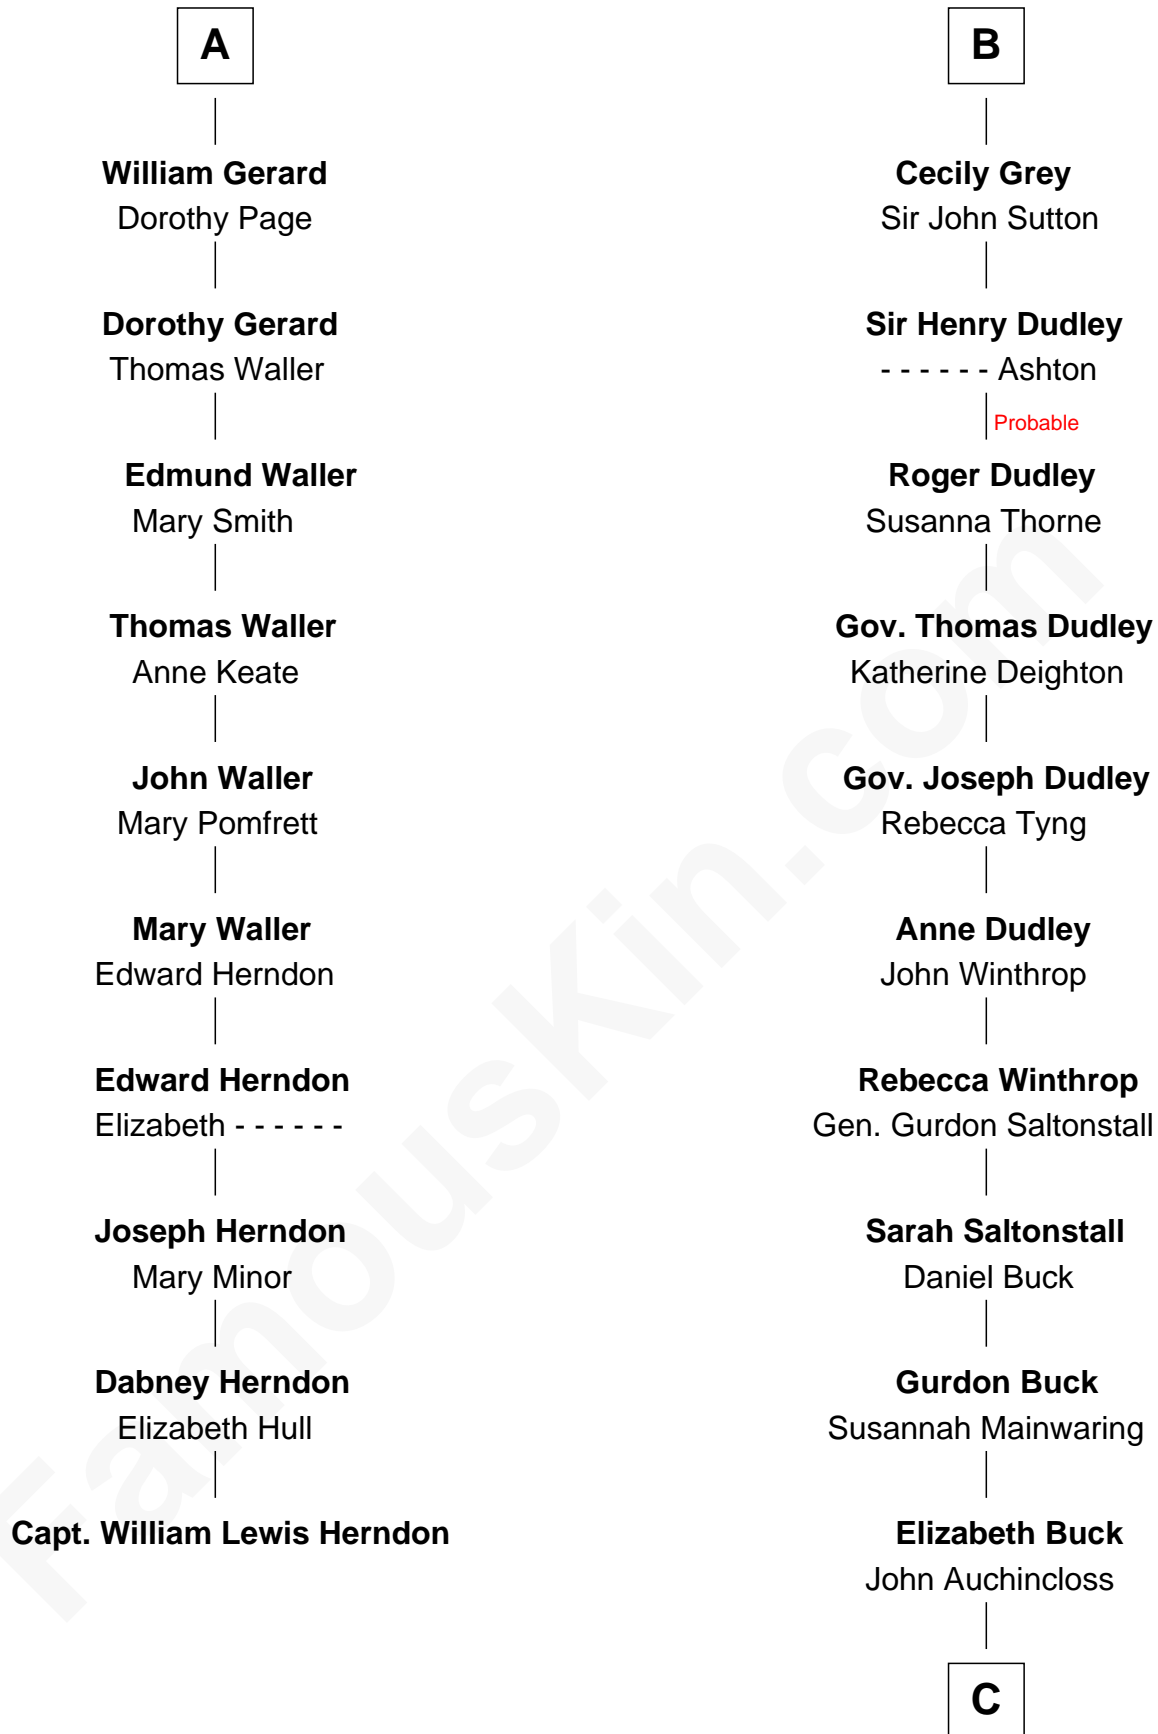 A
William Gerard
Dorothy Page
Dorothy Gerard
Thomas Waller
Edmund Waller
Mary Smith
Thomas Waller
Anne Keate
John Waller
Mary Pomfrett
Mary Waller
Edward Herndon
Edward Herndon
Elizabeth - - - - - -
Joseph Herndon
Mary Minor
Dabney Herndon
Elizabeth Hull
Capt. William Lewis Herndon
B
Cecily Grey
Sir John Sutton
Sir Henry Dudley
- - - - - - Ashton
Probable
Roger Dudley
Susanna Thorne
Gov. Thomas Dudley
Katherine Deighton
Gov. Joseph Dudley
Rebecca Tyng
Anne Dudley
John Winthrop
Rebecca Winthrop
Gen. Gurdon Saltonstall
Sarah Saltonstall
Daniel Buck
Gurdon Buck
Susannah Mainwaring
Elizabeth Buck
John Auchincloss
C
FamousKin.com